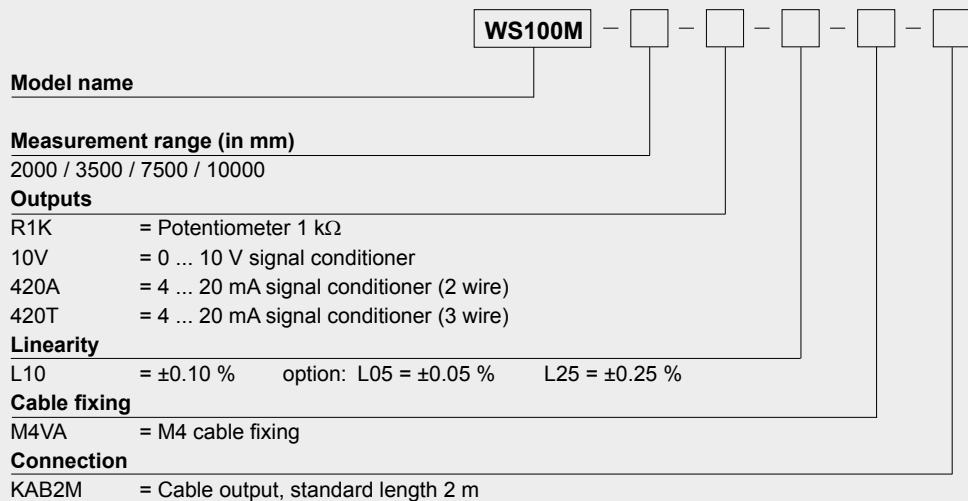 WS100M – – – – –
Model name
Measurement range (in mm)
2000 / 3500 / 7500 / 10000
Outputs
R1K = Potentiometer 1 kΩ
10V = 0 ... 10 V signal conditioner
420A = 4 ... 20 mA signal conditioner (2 wire)
420T = 4 ... 20 mA signal conditioner (3 wire)
Linearity
L10 = ±0.10 % option: L05 = ±0.05 % L25 = ±0.25 %
Cable fixing
M4VA = M4 cable fixing
Connection
KAB2M = Cable output, standard length 2 m